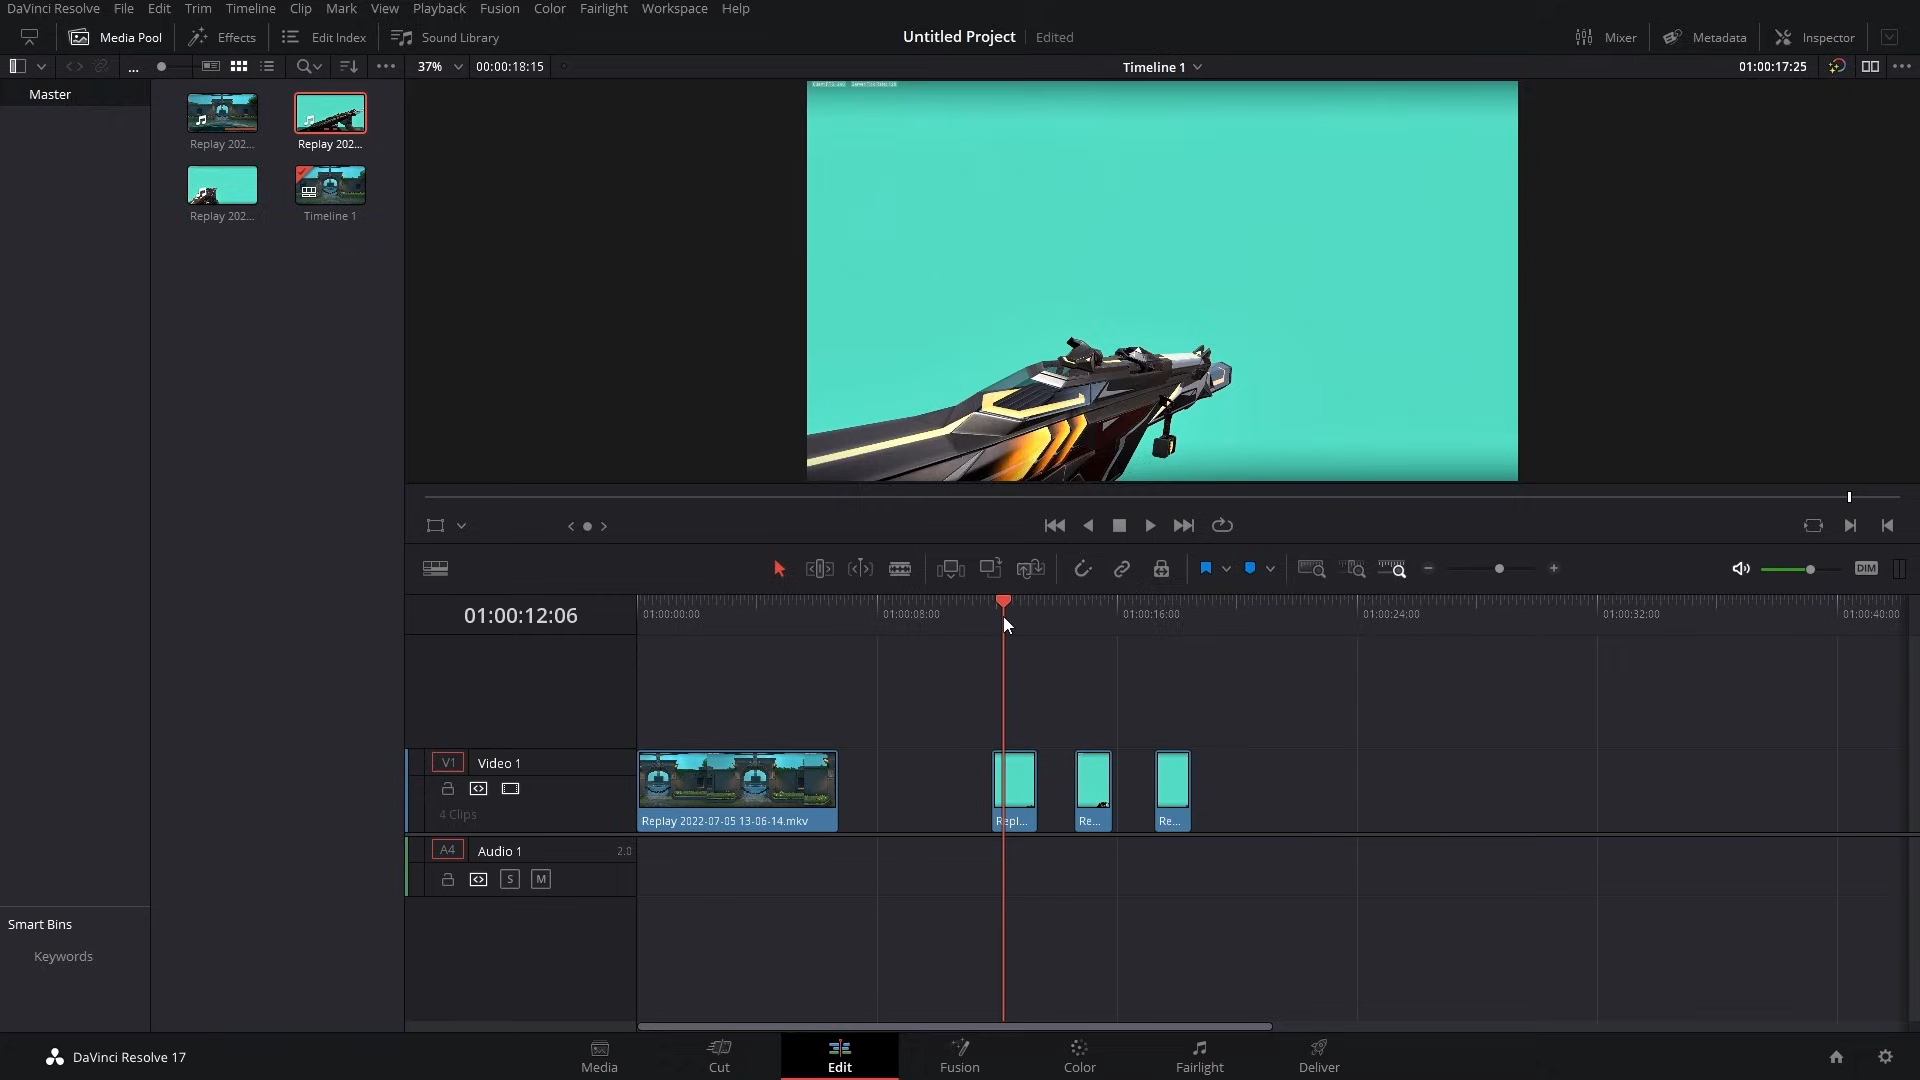 DaVinci Resolve File Edit Trim Timeline Clip Mark View Playback Fusion Color Fairlight Workspace Help
Media Pool Effects Edit Index Sound Library Untitled Project Edited Mixer Metadata Inspector
... 37% 00:00:18:15 Timeline 1 01:00:17:25
Master
Replay 202... Replay 202...
Replay 202... Timeline 1
DIM
01:00:12:06
01:00:00:00 01:00:08:00 01:00:16:00 01:00:24:00 01:00:32:00 01:00:40:00
V1 Video 1
4 Clips
Replay 2022-07-05 13-06-14.mkv Repl... Re... Re...
A4 Audio 1 2.0
S M
Smart Bins
Keywords
DaVinci Resolve 17
Media Cut Edit Fusion Color Fairlight Deliver